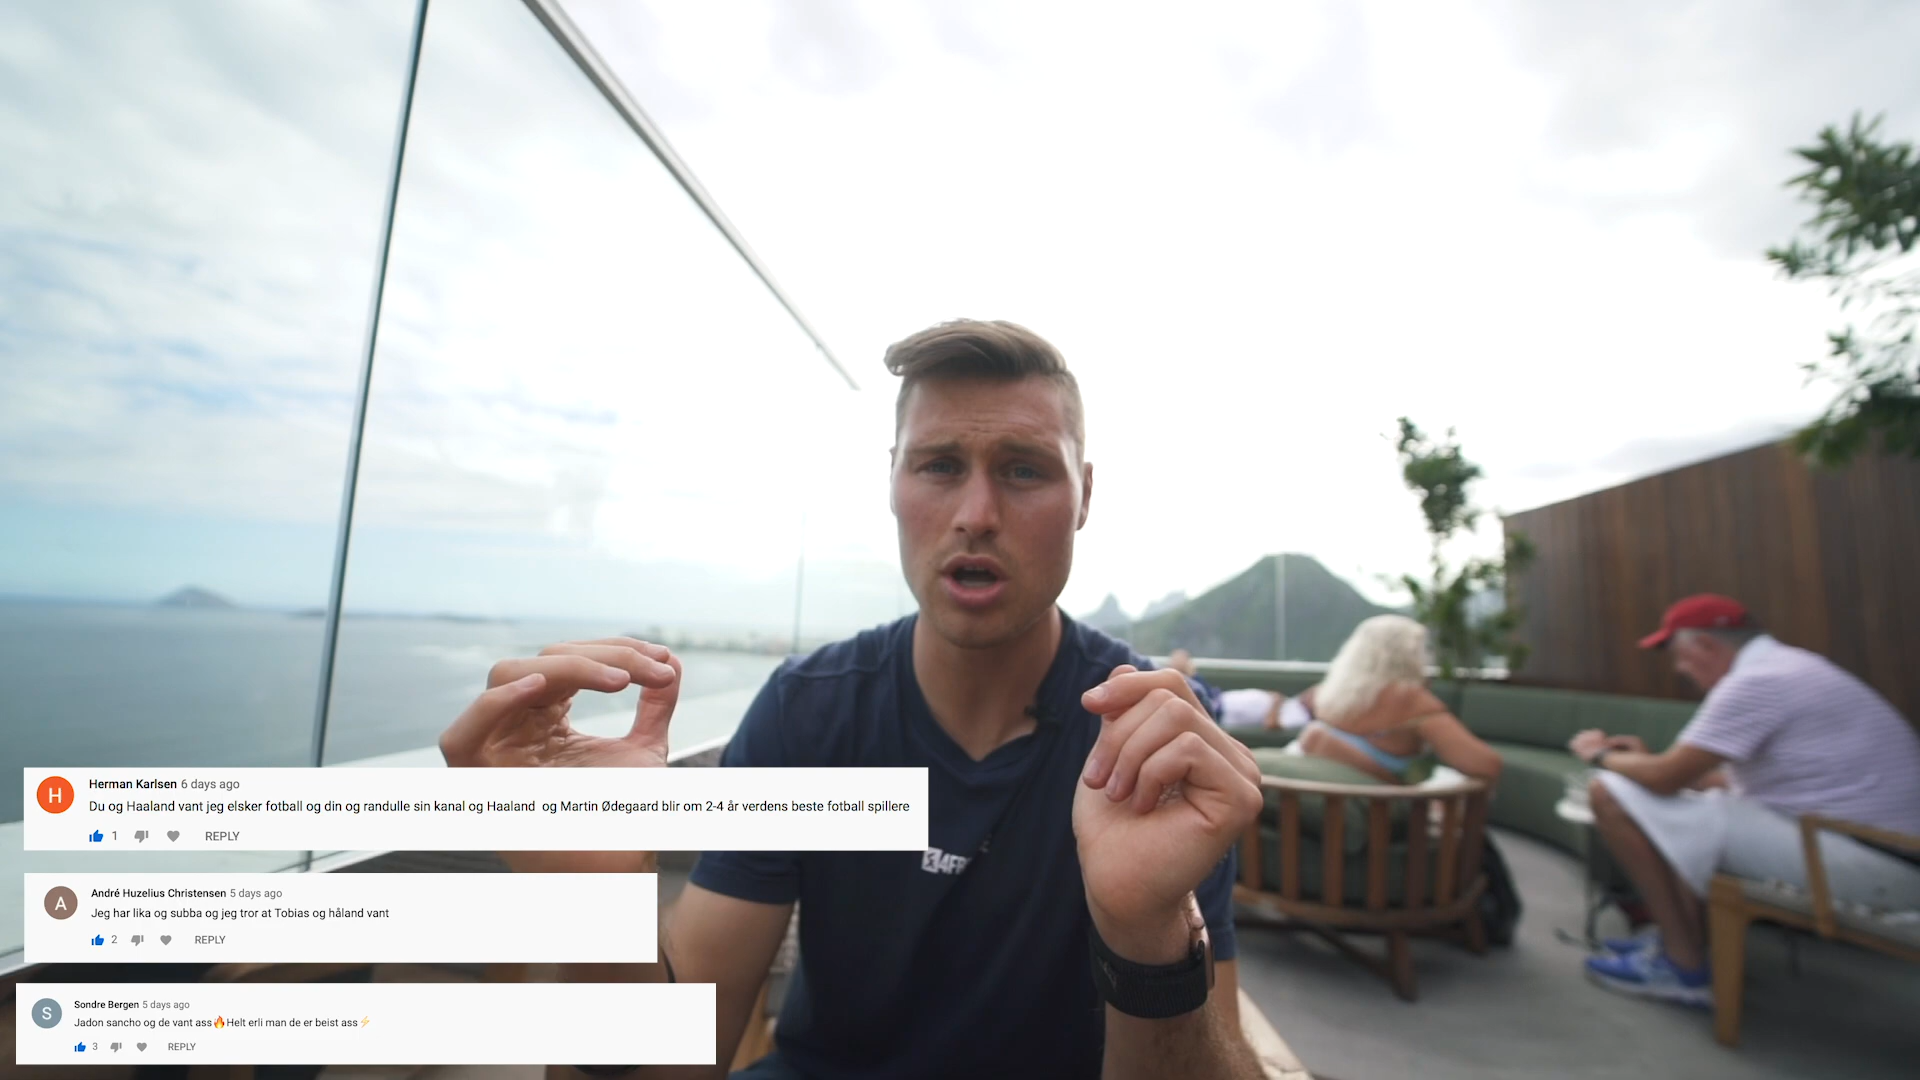 H
Herman Karlsen 6 days ago
Du og Haaland vant jeg elsker fotball og din og randulle sin kanal og Haaland og Martin Ødegaard blir om 2-4 år verdens beste fotball spillere
1 REPLY
A
André Huzelius Christensen 5 days ago
Jeg har lika og subba og jeg tror at Tobias og håland vant
2 REPLY
S
Sondre Bergen 5 days ago
Jadon sancho og de vant ass🔥Helt erli man de er beist ass⚡
3 REPLY